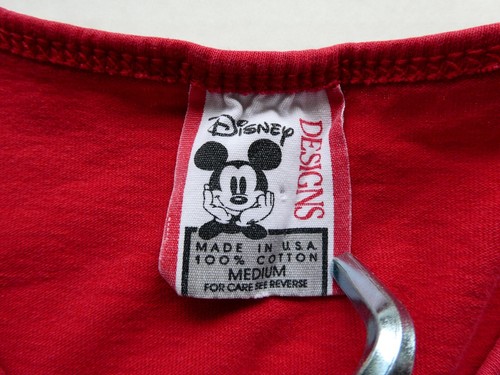 Disney
DESIGNS
MADE IN U.S.A.
100% COTTON
MEDIUM
FOR CARE SEE REVERSE